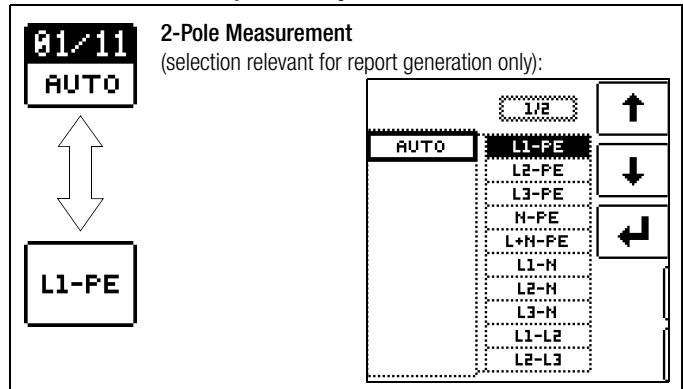 2-Pole Measurement
(selection relevant for report generation only):
01/11
AUTO
L1-PE
1/2
AUTO
L1-PE
L2-PE
L3-PE
N-PE
L+N-PE
L1-N
L2-N
L3-N
L1-L2
L2-L3